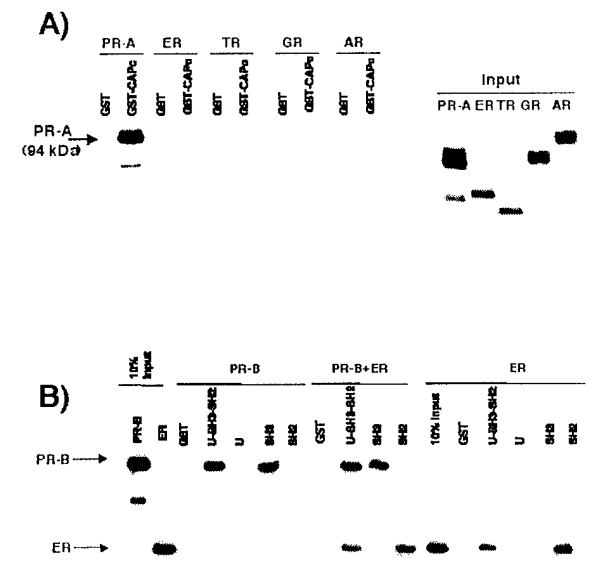 A)
PR-A ER TR GR AR
GST GST-CAPc GST GST-CAPc GST GST-CAPc GST GST-CAPc GST GST-CAPc
Input
PR-A ER TR GR AR
PR-A
(94 kDa)
B)
10% Input
PR-B
PR-B+ER
ER
PR-B ER GST U-SH3-SH2 U SH3 SH2 GST U-SH3-SH2 SH3 SH2 10% Input GST U-SH3-SH2 U SH3 SH2
PR-B
ER